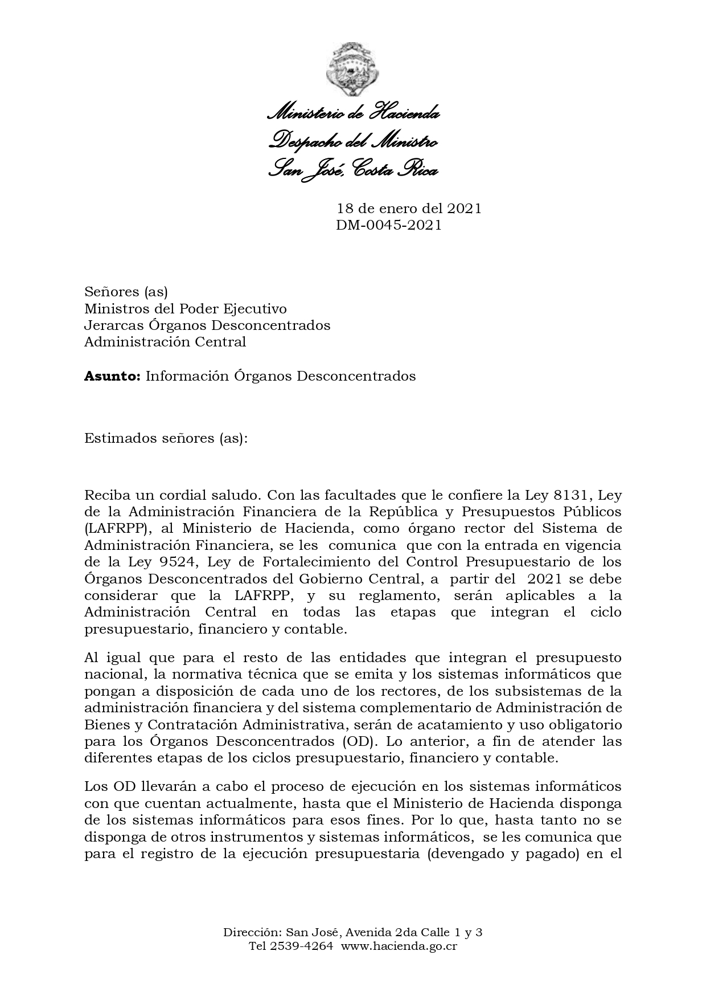 Ministerio de Hacienda
Despacho del Ministro
San José, Costa Rica
18 de enero del 2021
DM-0045-2021
Señores (as)
Ministros del Poder Ejecutivo
Jerarcas Órganos Desconcentrados
Administración Central
Asunto: Información Órganos Desconcentrados
Estimados señores (as):
Reciba un cordial saludo. Con las facultades que le confiere la Ley 8131, Ley
de la Administración Financiera de la República y Presupuestos Públicos
(LAFRPP), al Ministerio de Hacienda, como órgano rector del Sistema de
Administración Financiera, se les comunica que con la entrada en vigencia
de la Ley 9524, Ley de Fortalecimiento del Control Presupuestario de los
Órganos Desconcentrados del Gobierno Central, a partir del 2021 se debe
considerar que la LAFRPP, y su reglamento, serán aplicables a la
Administración Central en todas las etapas que integran el ciclo
presupuestario, financiero y contable.
Al igual que para el resto de las entidades que integran el presupuesto
nacional, la normativa técnica que se emita y los sistemas informáticos que
pongan a disposición de cada uno de los rectores, de los subsistemas de la
administración financiera y del sistema complementario de Administración de
Bienes y Contratación Administrativa, serán de acatamiento y uso obligatorio
para los Órganos Desconcentrados (OD). Lo anterior, a fin de atender las
diferentes etapas de los ciclos presupuestario, financiero y contable.
Los OD llevarán a cabo el proceso de ejecución en los sistemas informáticos
con que cuentan actualmente, hasta que el Ministerio de Hacienda disponga
de los sistemas informáticos para esos fines. Por lo que, hasta tanto no se
disponga de otros instrumentos y sistemas informáticos, se les comunica que
para el registro de la ejecución presupuestaria (devengado y pagado) en el
Dirección: San José, Avenida 2da Calle 1 y 3
Tel 2539-4264 www.hacienda.go.cr